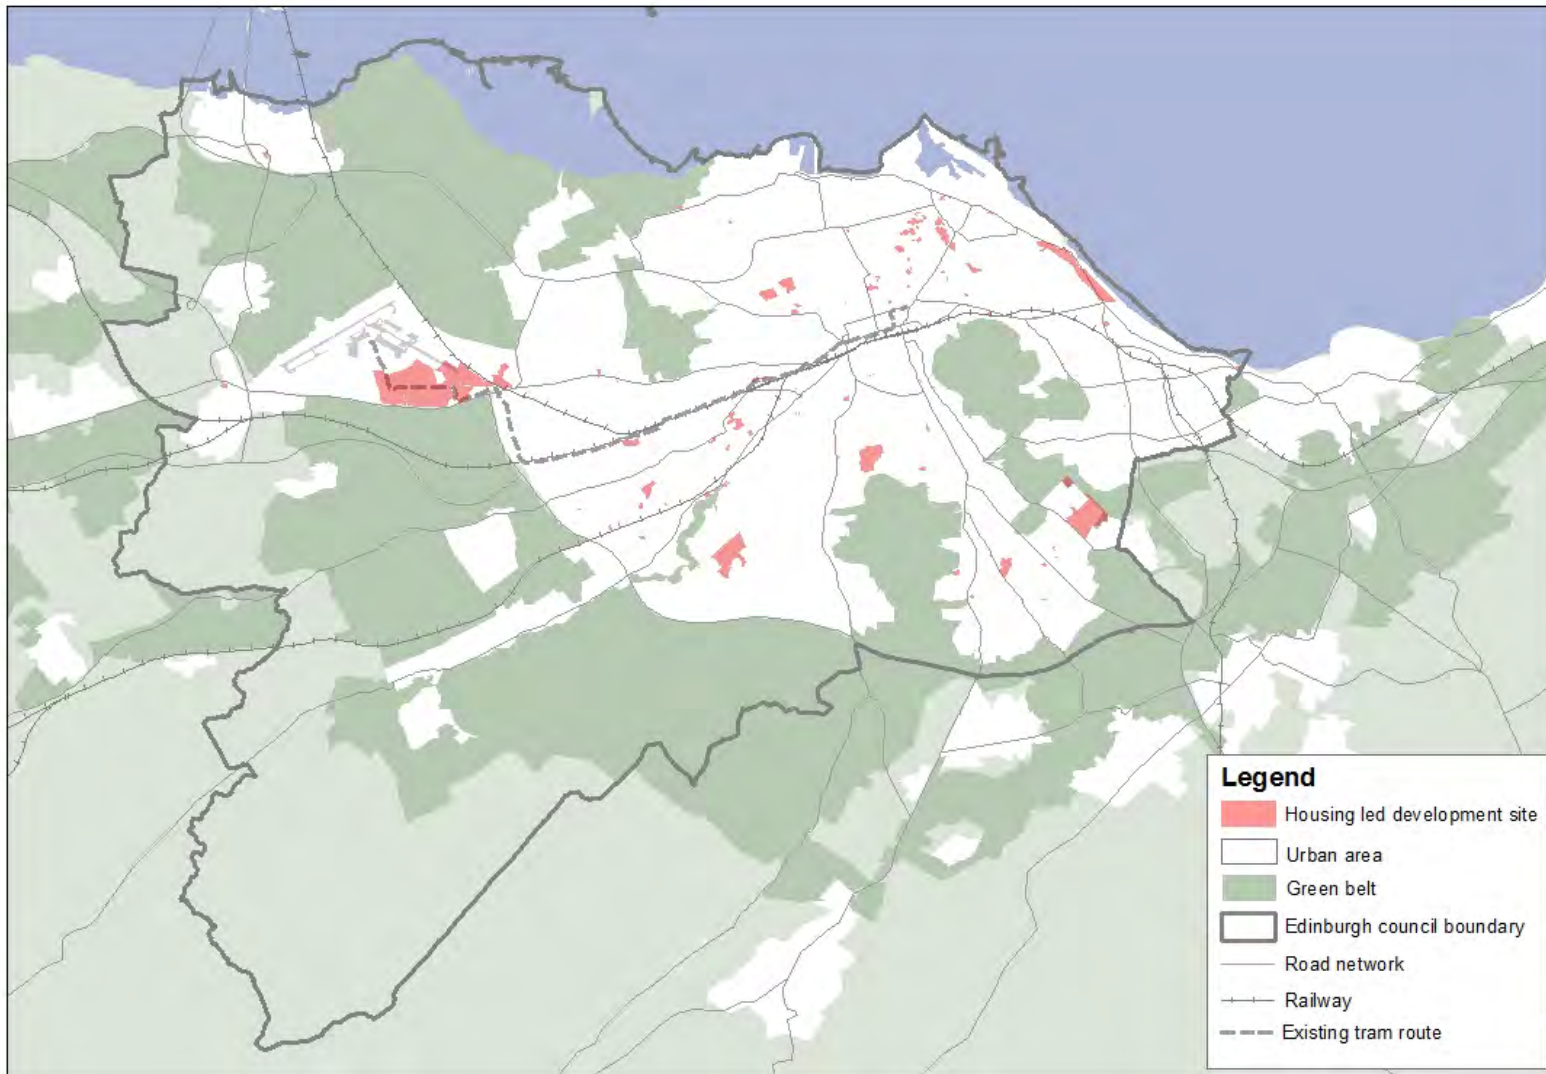 Legend
Housing led development site
Urban area
Green belt
Edinburgh council boundary
Road network
Railway
Existing tram route